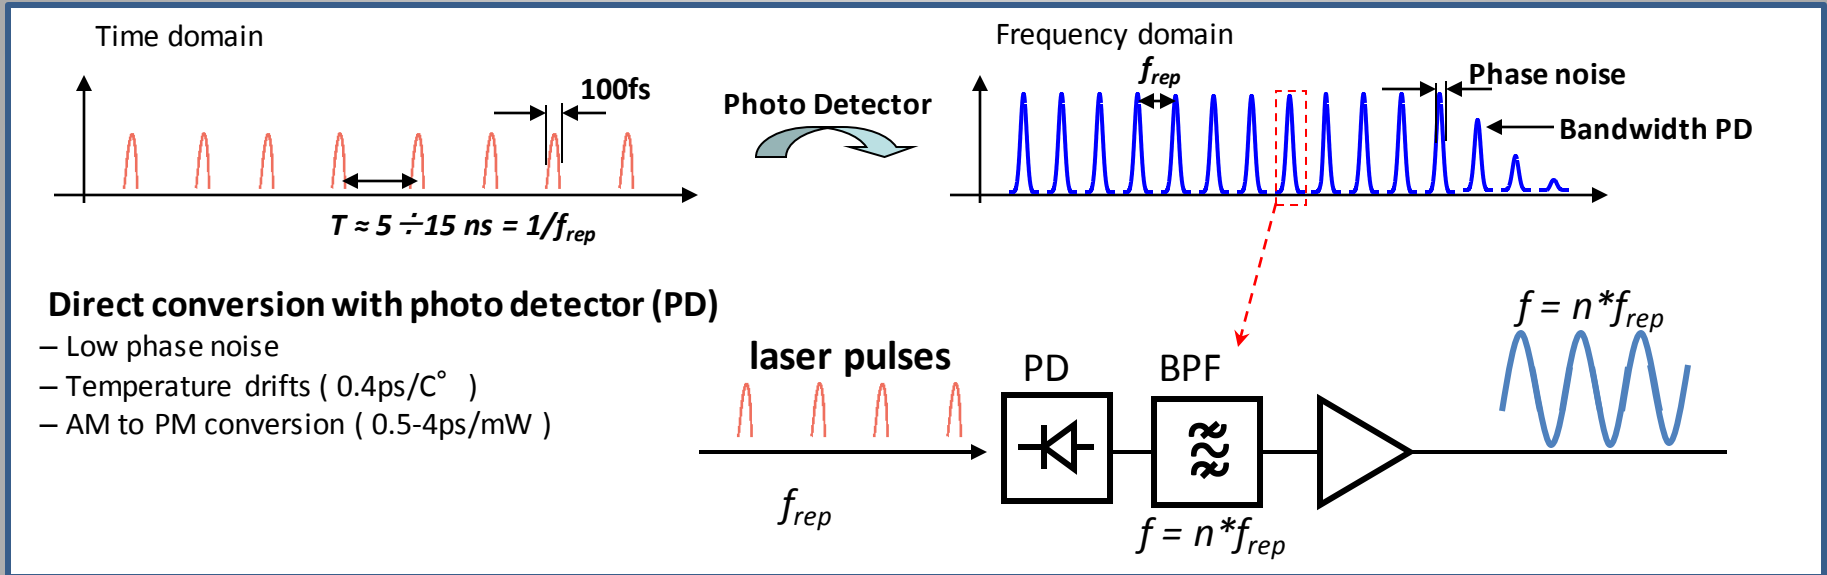 Time domain
100fs
T ≈ 5 ÷ 15 ns = 1/frep
Photo Detector
Frequency domain
frep
Phase noise
Bandwidth PD
Direct conversion with photo detector (PD)
– Low phase noise
– Temperature drifts ( 0.4ps/C° )
– AM to PM conversion ( 0.5-4ps/mW )
laser pulses
frep
PD
BPF
f = n*frep
f = n*frep